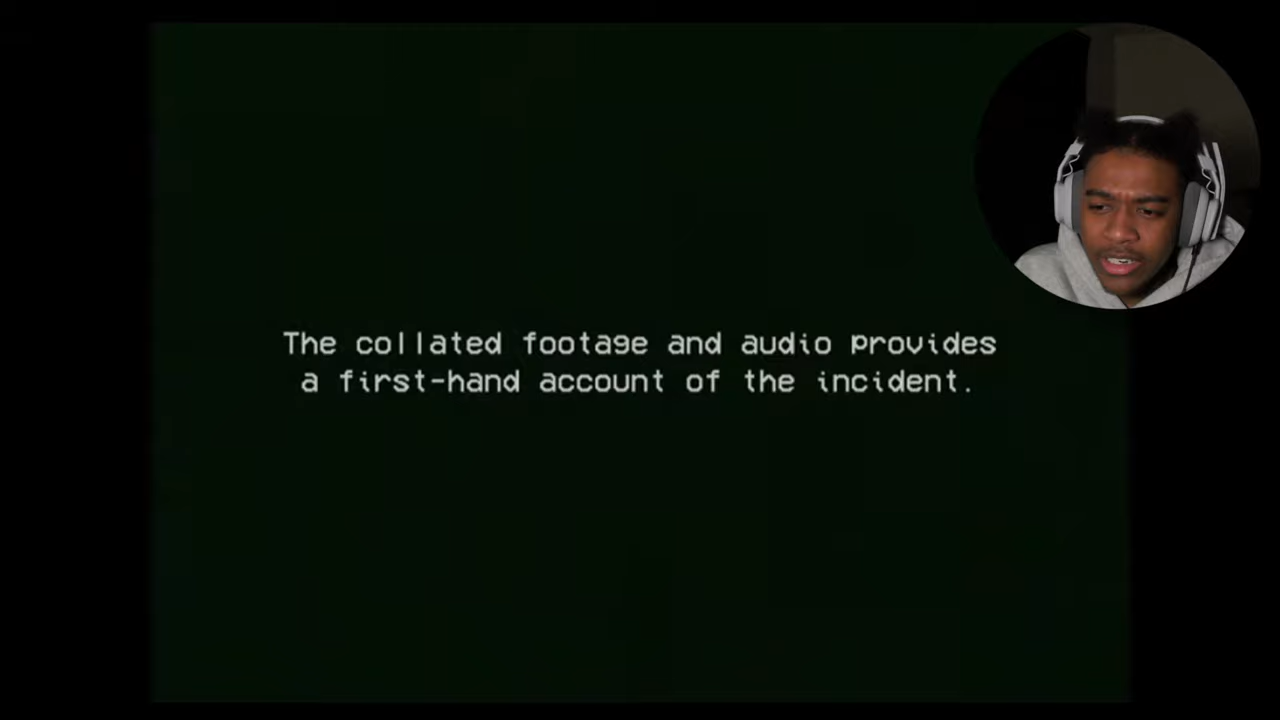 The collated footage and audio provides
a first-hand account of the incident.